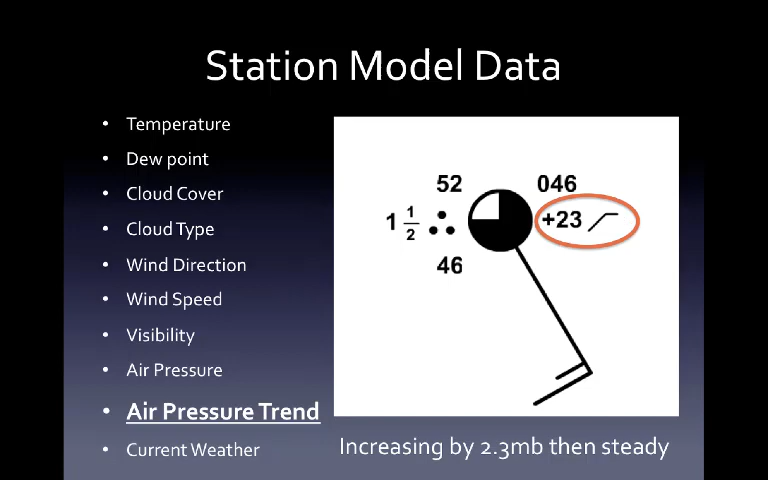 Station Model Data
• Temperature
• Dew point
• Cloud Cover
• Cloud Type
• Wind Direction
• Wind Speed
• Visibility
• Air Pressure
• Air Pressure Trend
• Current Weather
52 046
1 1/2 +23
46
Increasing by 2.3mb then steady